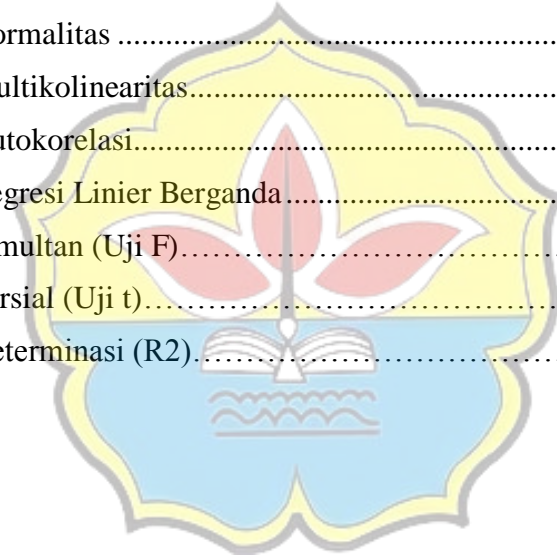 ormalitas ..........................................................
ultikolinearitas..........................................................
utokorelasi..........................................................
egresi Linier Berganda..........................................
multan (Uji F)..........................................................
rsial (Uji t)..........................................................
eterminasi (R2)..........................................................